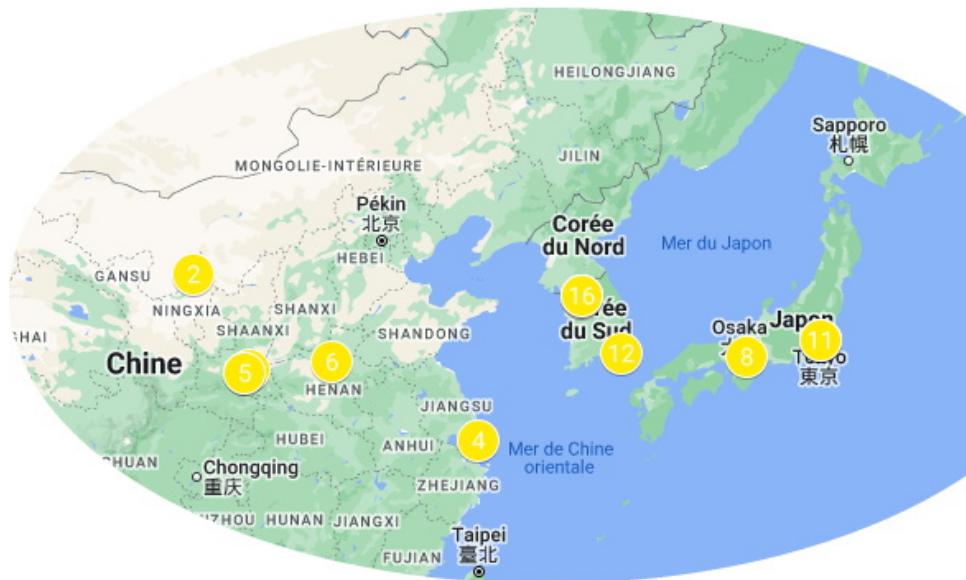 HEILONGJIANG
Sapporo
札幌
JILIN
MONGOLIE-INTÉRIEURE
Pékin
北京
Corée
du Nord
Mer du Japon
HEBEI
GANSU
2
NINGXIA
SHANXI
16
SHAANXI
SHANDONG
du Sud
12
Osaka
Japon
11
8
東京
Chine
5
6
HENAN
JIANGSU
HUBEI
ANHUI
4
Mer de Chine
orientale
Chongqing
重庆
ZHEJIANG
HUNAN
JIANGXI
Taipei
臺北
FUJIAN